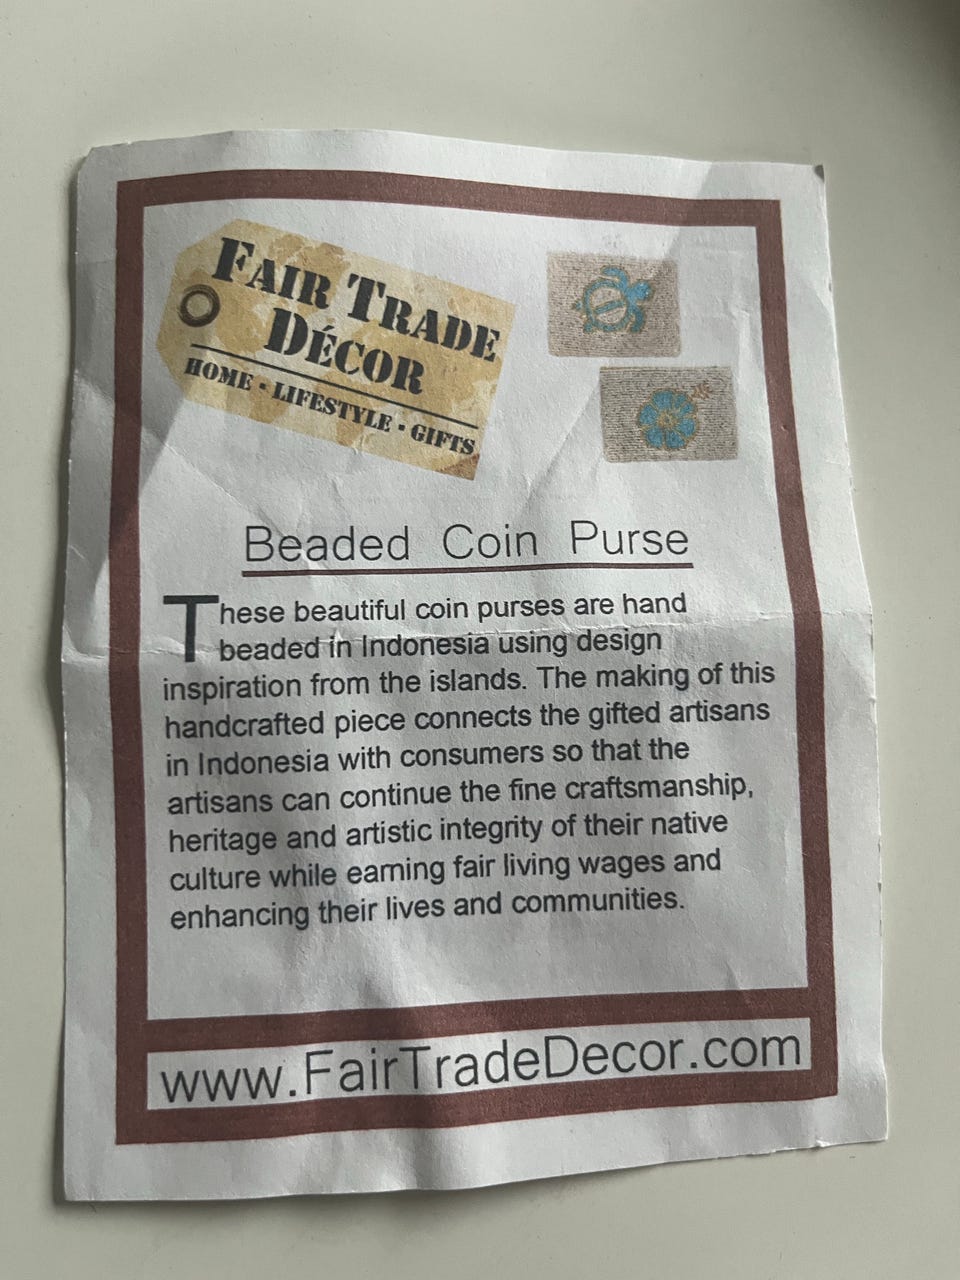 FAIR TRADE
DÉCOR
HOME • LIFESTYLE • GIFTS
Beaded Coin Purse
These beautiful coin purses are hand
beaded in Indonesia using design
inspiration from the islands. The making of this
handcrafted piece connects the gifted artisans
in Indonesia with consumers so that the
artisans can continue the fine craftsmanship,
heritage and artistic integrity of their native
culture while earning fair living wages and
enhancing their lives and communities.
www.FairTradeDecor.com